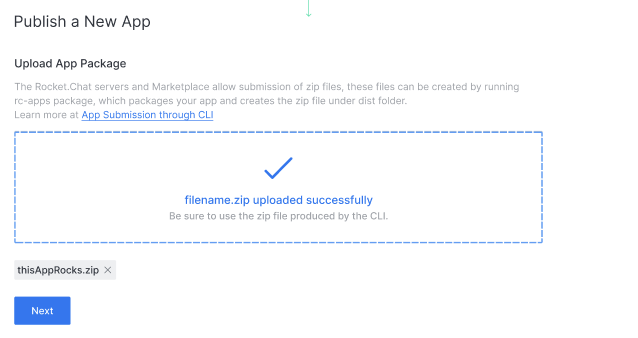 Publish a New App
Upload App Package
The Rocket.Chat servers and Marketplace allow submission of zip files, these files can be created by running
rc-apps package, which packages your app and creates the zip file under dist folder.
Learn more at App Submission through CLI
filename.zip uploaded successfully
Be sure to use the zip file produced by the CLI.
thisAppRocks.zip
Next